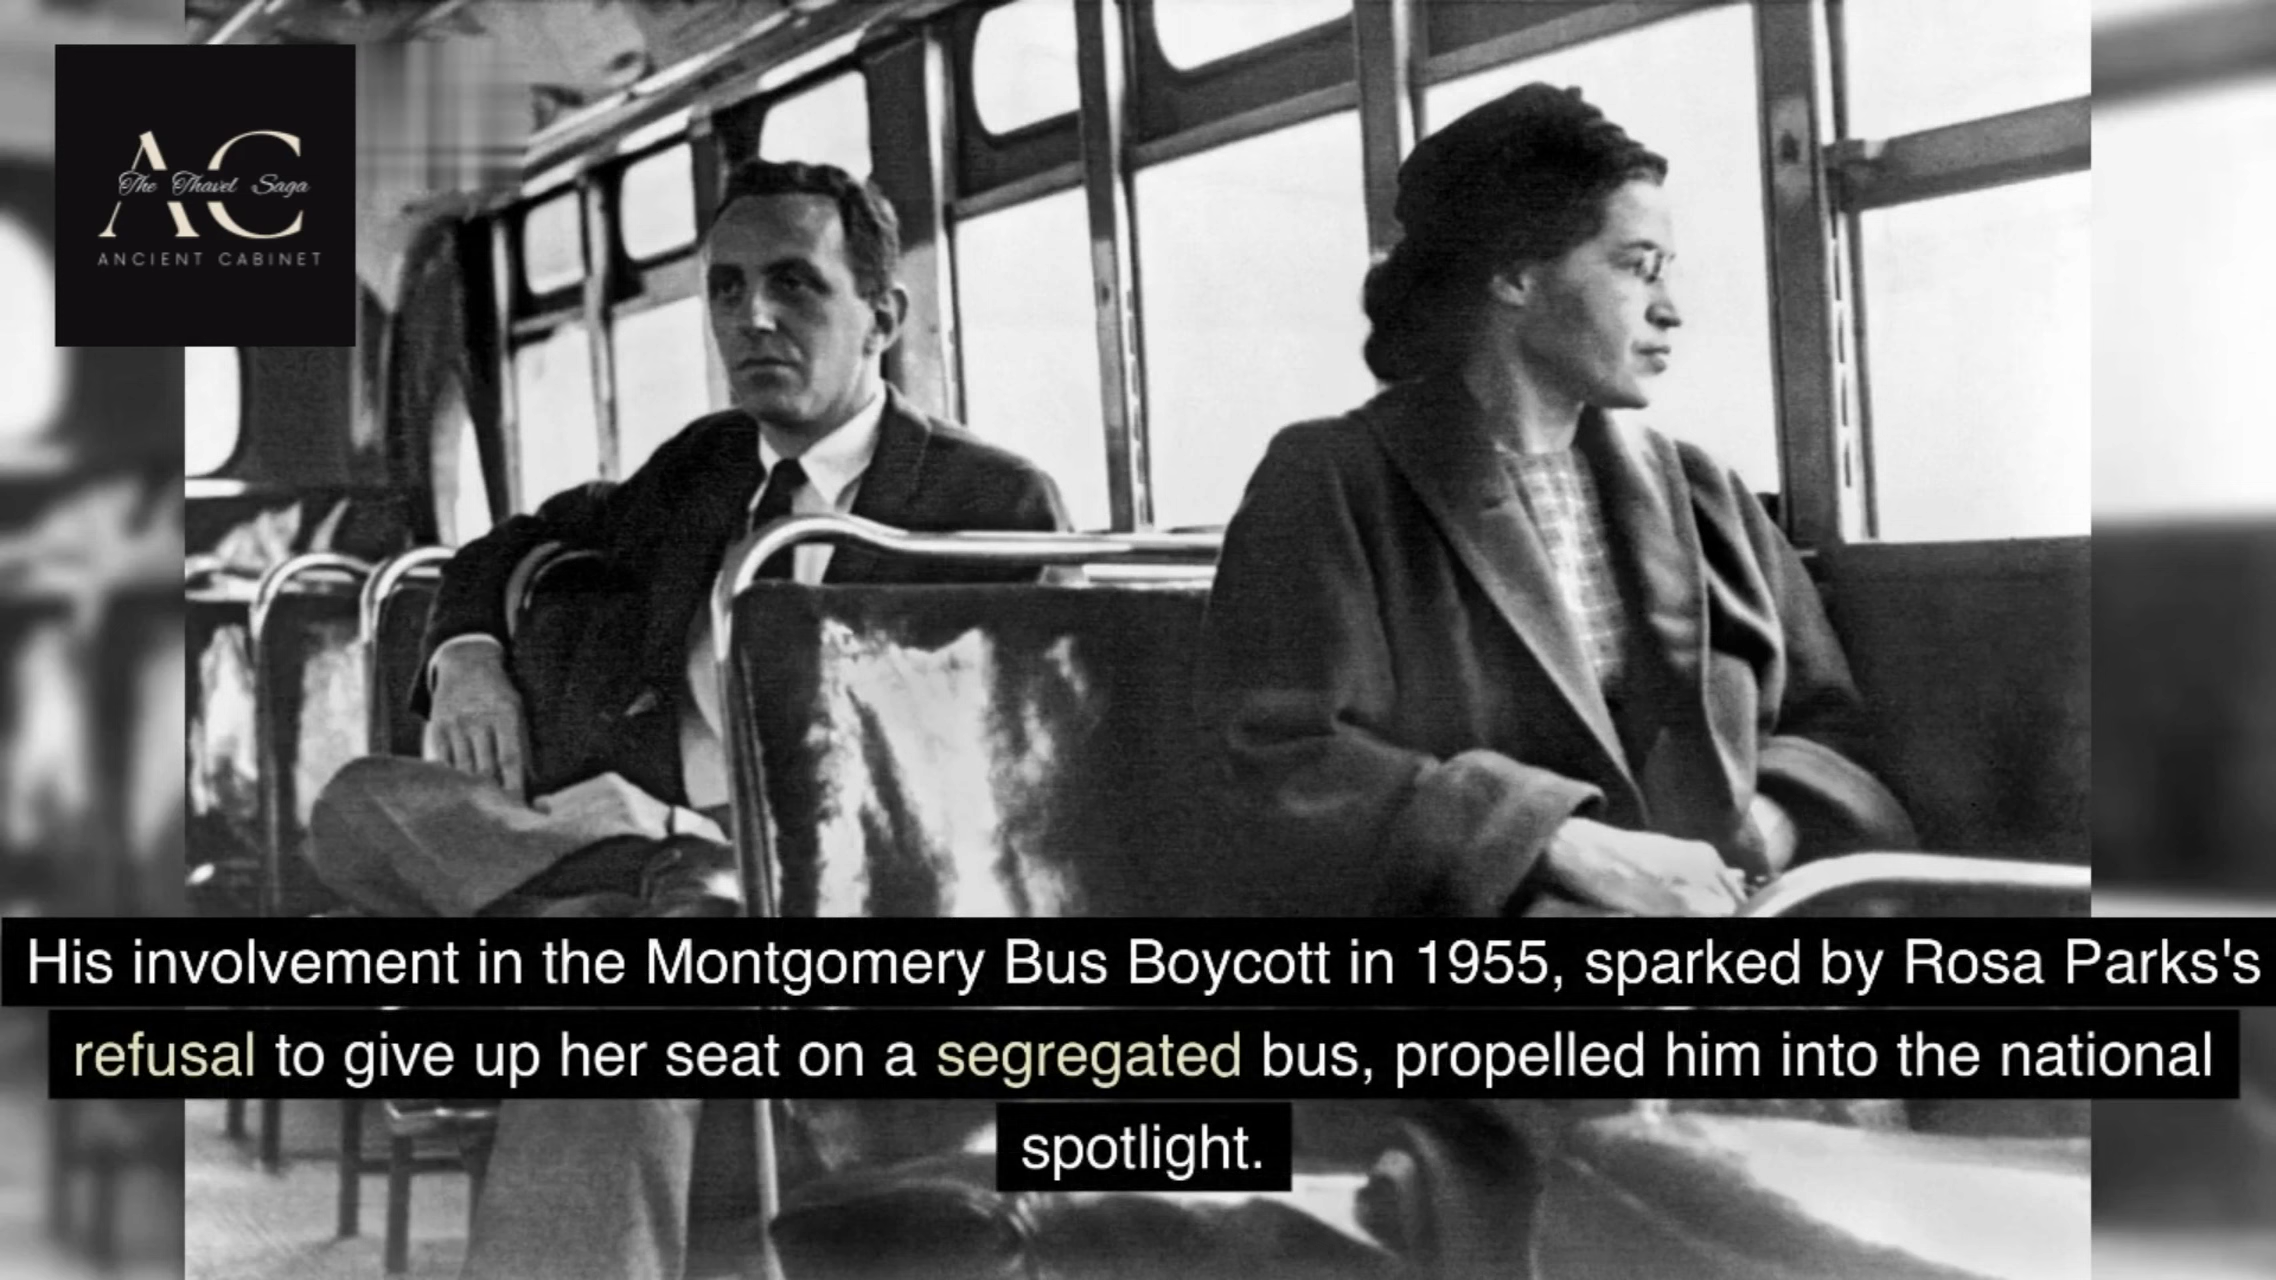 AC
The Thavel Saga
ANCIENT CABINET
His involvement in the Montgomery Bus Boycott in 1955, sparked by Rosa Parks's
refusal to give up her seat on a segregated bus, propelled him into the national
spotlight.